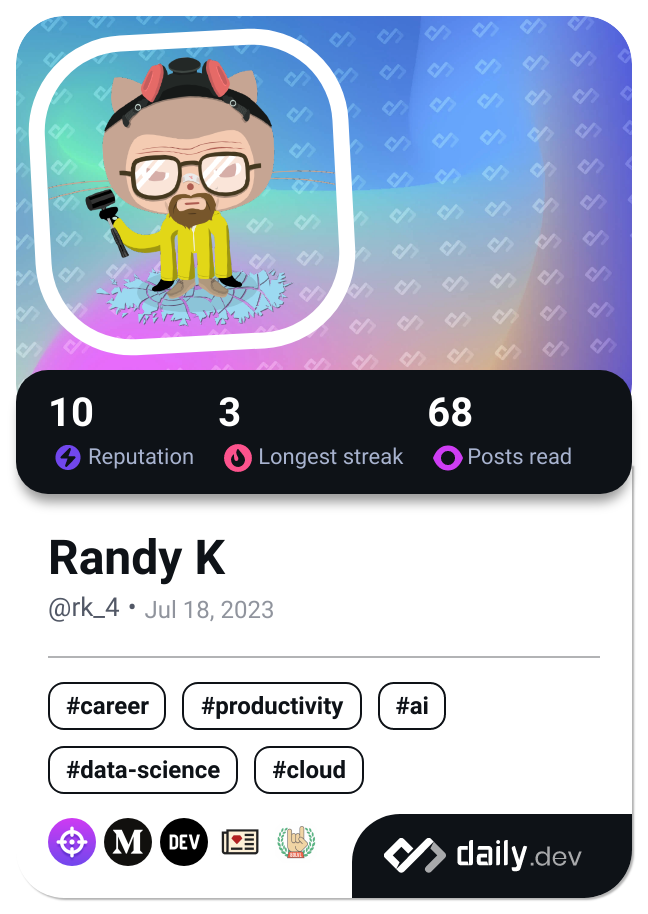 10 3 68
Reputation Longest streak Posts read
Randy K
@rk_4 • Jul 18, 2023
#career #productivity #ai
#data-science #cloud
M DEV daily.dev